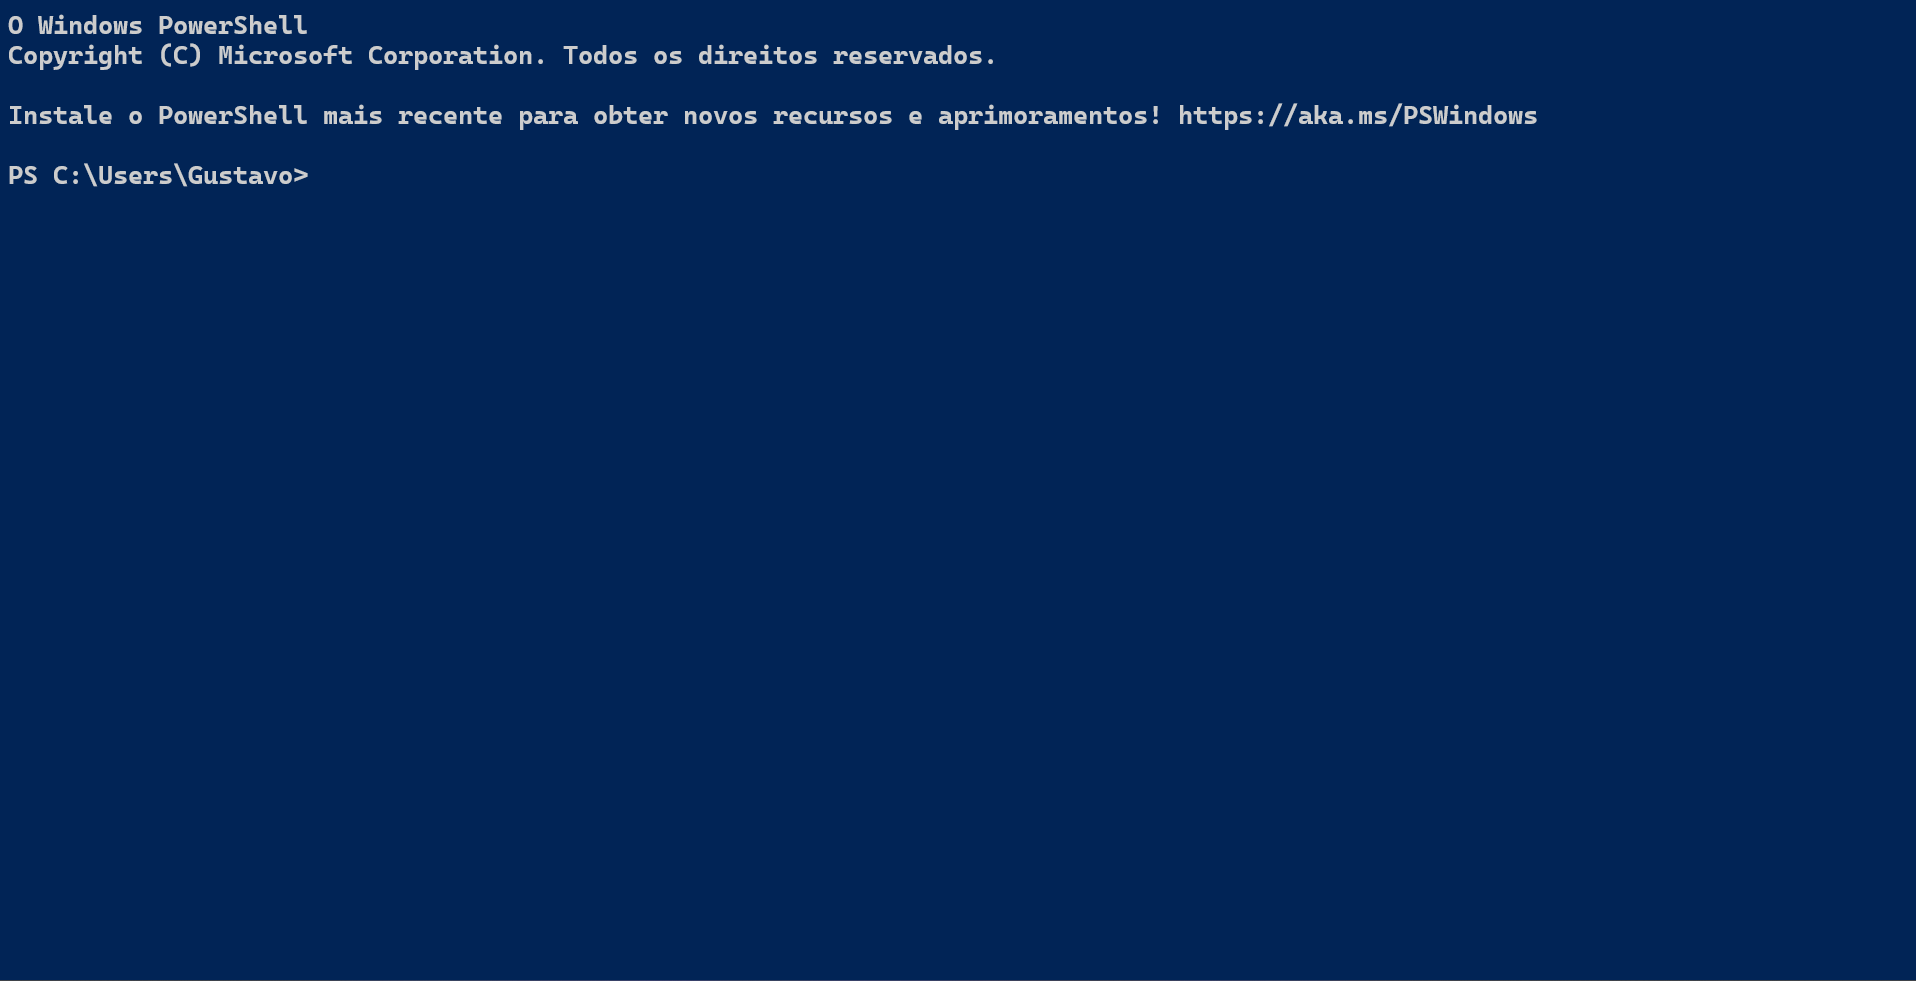 O Windows PowerShell
Copyright (C) Microsoft Corporation. Todos os direitos reservados.
Instale o PowerShell mais recente para obter novos recursos e aprimoramentos! https://aka.ms/PSWindows
PS C:\Users\Gustavo>